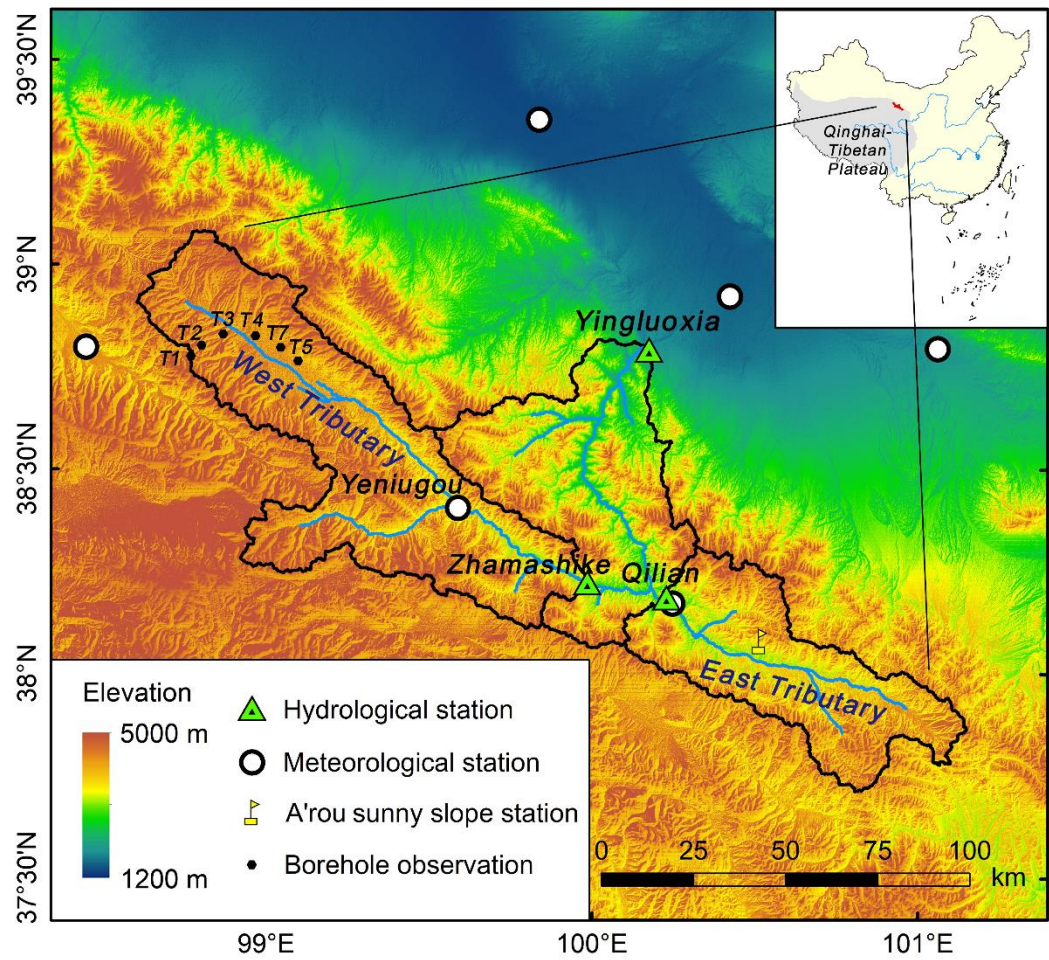 39°30'N
39°N
38°30'N
38°N
37°30'N
99°E
100°E
101°E
Qinghai-
Tibetan
Plateau
Yingluoxia
T1
T2
T3
T4
T7
T5
West Tributary
Yeniugou
Zhamashike
Qilian
East Tributary
Elevation
5000 m
1200 m
Hydrological station
Meteorological station
A'rou sunny slope station
Borehole observation
0 25 50 75 100
km